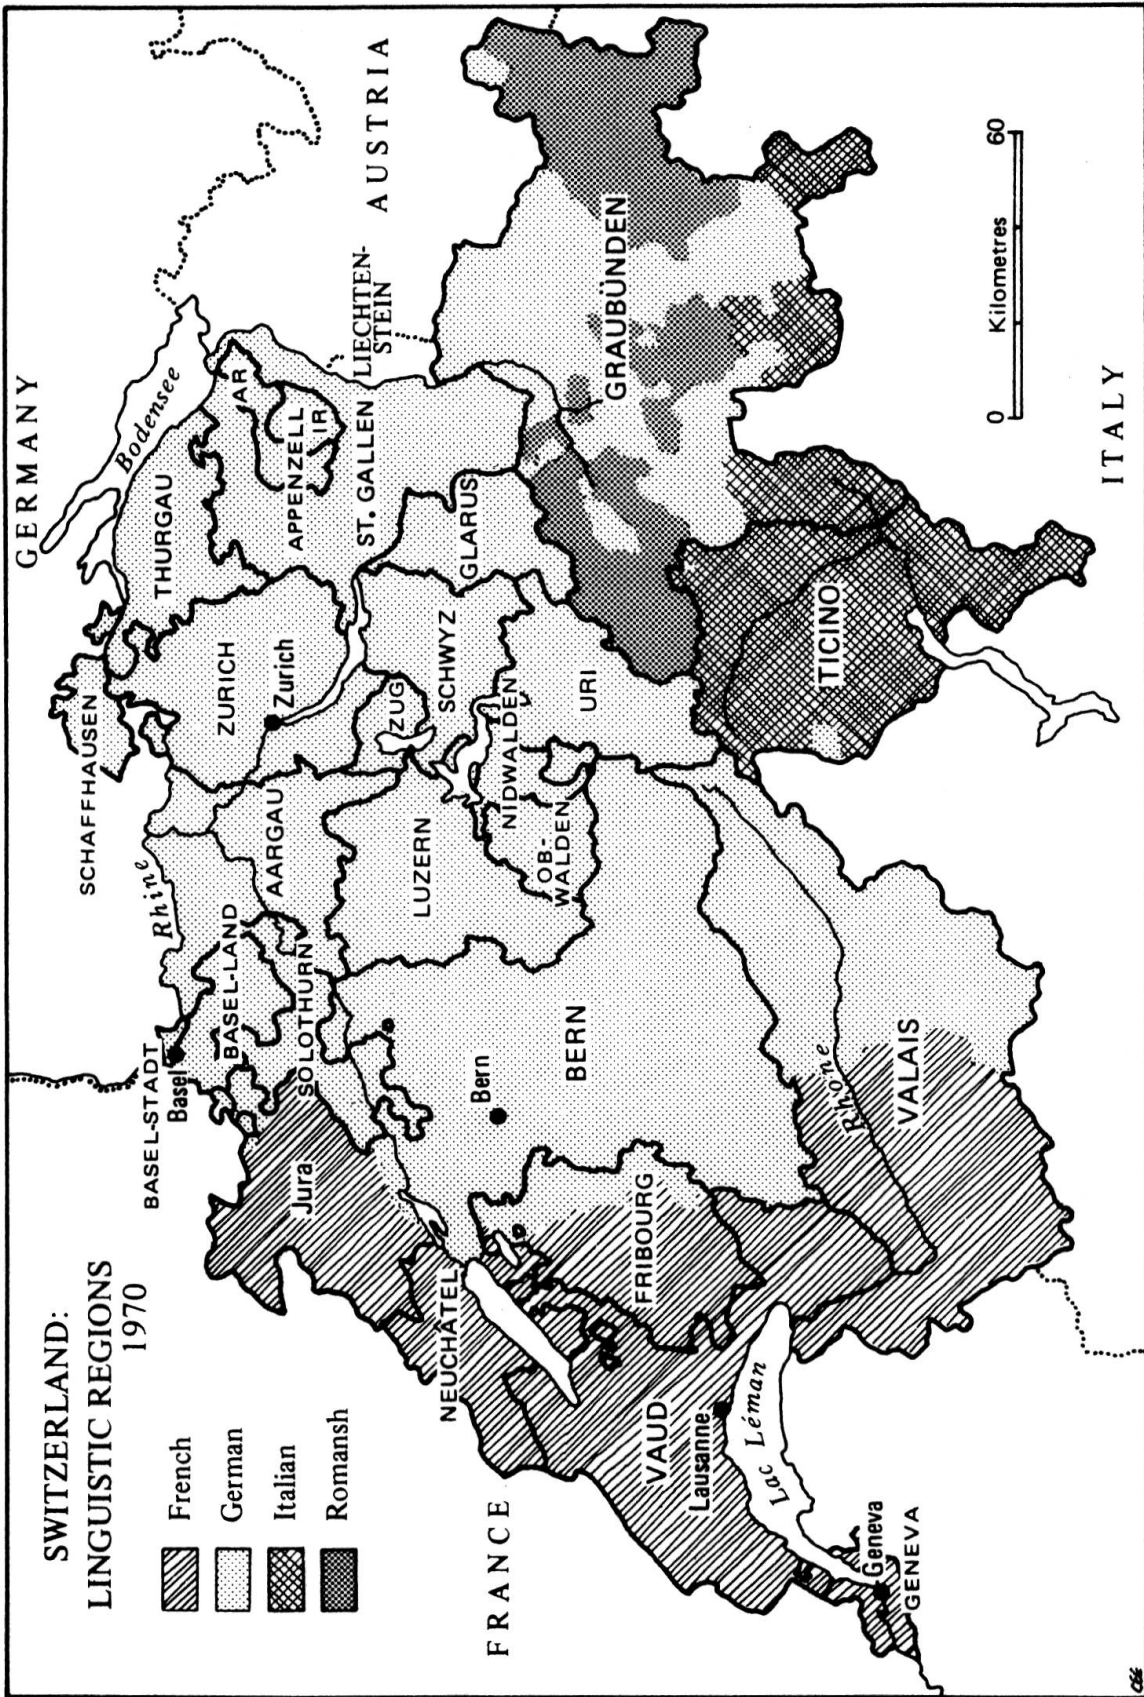 SWITZERLAND:
LINGUISTIC REGIONS
1970
French
German
Italian
Romansh
GERMANY
FRANCE
AUSTRIA
LIECHTEN-
STEIN
ITALY
Bodensee
Rhine
SCHAFFHAUSEN
BASEL-STADT
Basel
BASEL-LAND
SOLOTHURN
AARGAU
ZURICH
Zurich
THURGAU
AR
APPENZELL
IR
ST. GALLEN
GLARUS
SCHWYZ
ZUG
LUZERN
NIDWALDEN
OB-
WALDEN
URI
GRAUBÜNDEN
Jura
NEUCHÂTEL
Bern
BERN
FRIBOURG
VAUD
Lausanne
Lac Léman
Geneva
GENEVA
Rhone
VALAIS
TICINO
0 Kilometres 60